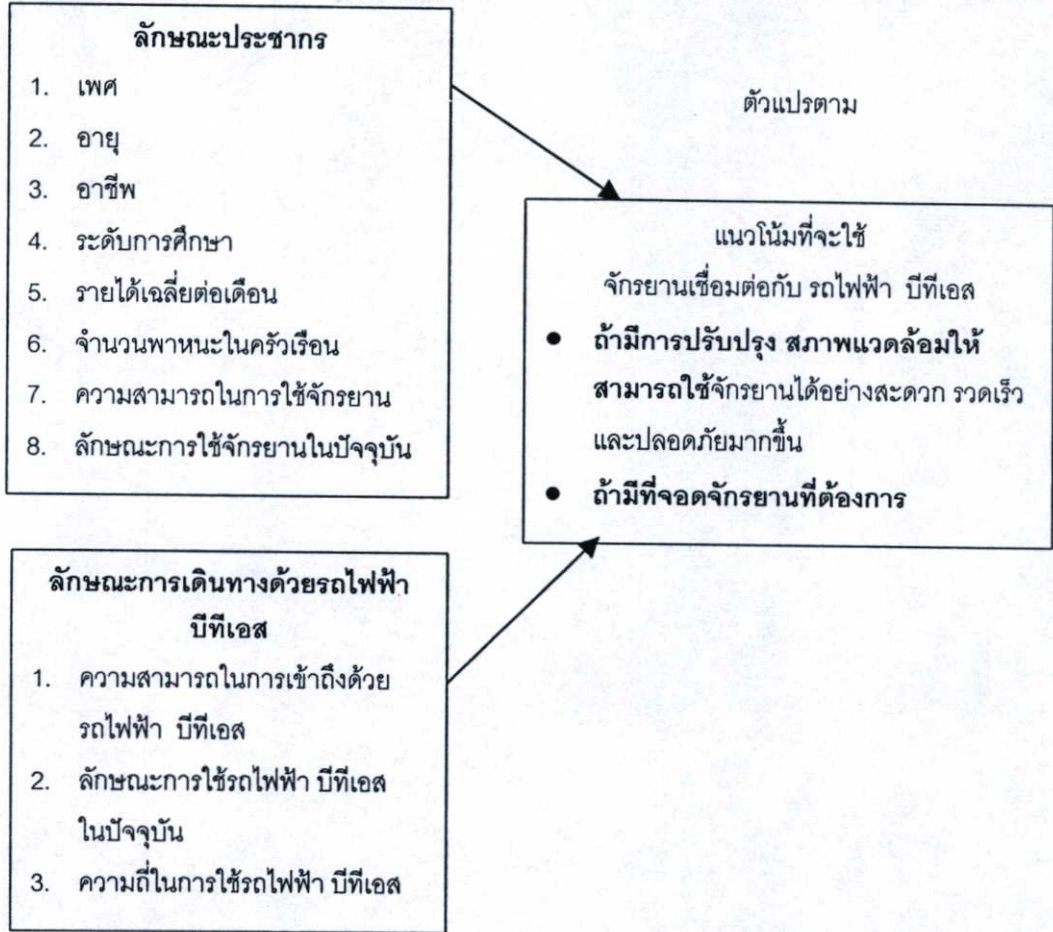 ลักษณะประชากร
1. เพศ
2. อายุ
3. อาชีพ
4. ระดับการศึกษา
5. รายได้เฉลี่ยต่อเดือน
6. จำนวนพาหนะในครัวเรือน
7. ความสามารถในการใช้จักรยาน
8. ลักษณะการใช้จักรยานในปัจจุบัน
ตัวแปรตาม
แนวโน้มที่จะใช้
จักรยานเชื่อมต่อกับ รถไฟฟ้า บีทีเอส
● ถ้ามีการปรับปรุง สภาพแวดล้อมให้
สามารถใช้จักรยานได้อย่างสะดวก รวดเร็ว
และปลอดภัยมากขึ้น
● ถ้ามีที่จอดจักรยานที่ต้องการ
ลักษณะการเดินทางด้วยรถไฟฟ้า
บีทีเอส
1. ความสามารถในการเข้าถึงด้วย
รถไฟฟ้า บีทีเอส
2. ลักษณะการใช้รถไฟฟ้า บีทีเอส
ในปัจจุบัน
3. ความถี่ในการใช้รถไฟฟ้า บีทีเอส